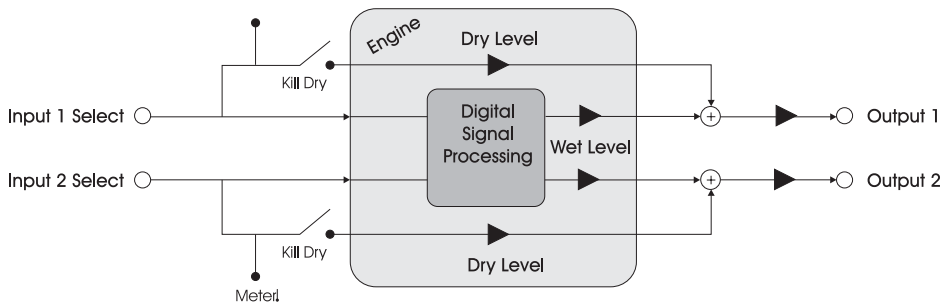 Engine
Dry Level
Kill Dry
Input 1 Select
Digital
Signal
Processing
Wet Level
+
Output 1
Input 2 Select
+
Output 2
Kill Dry
Dry Level
Meter